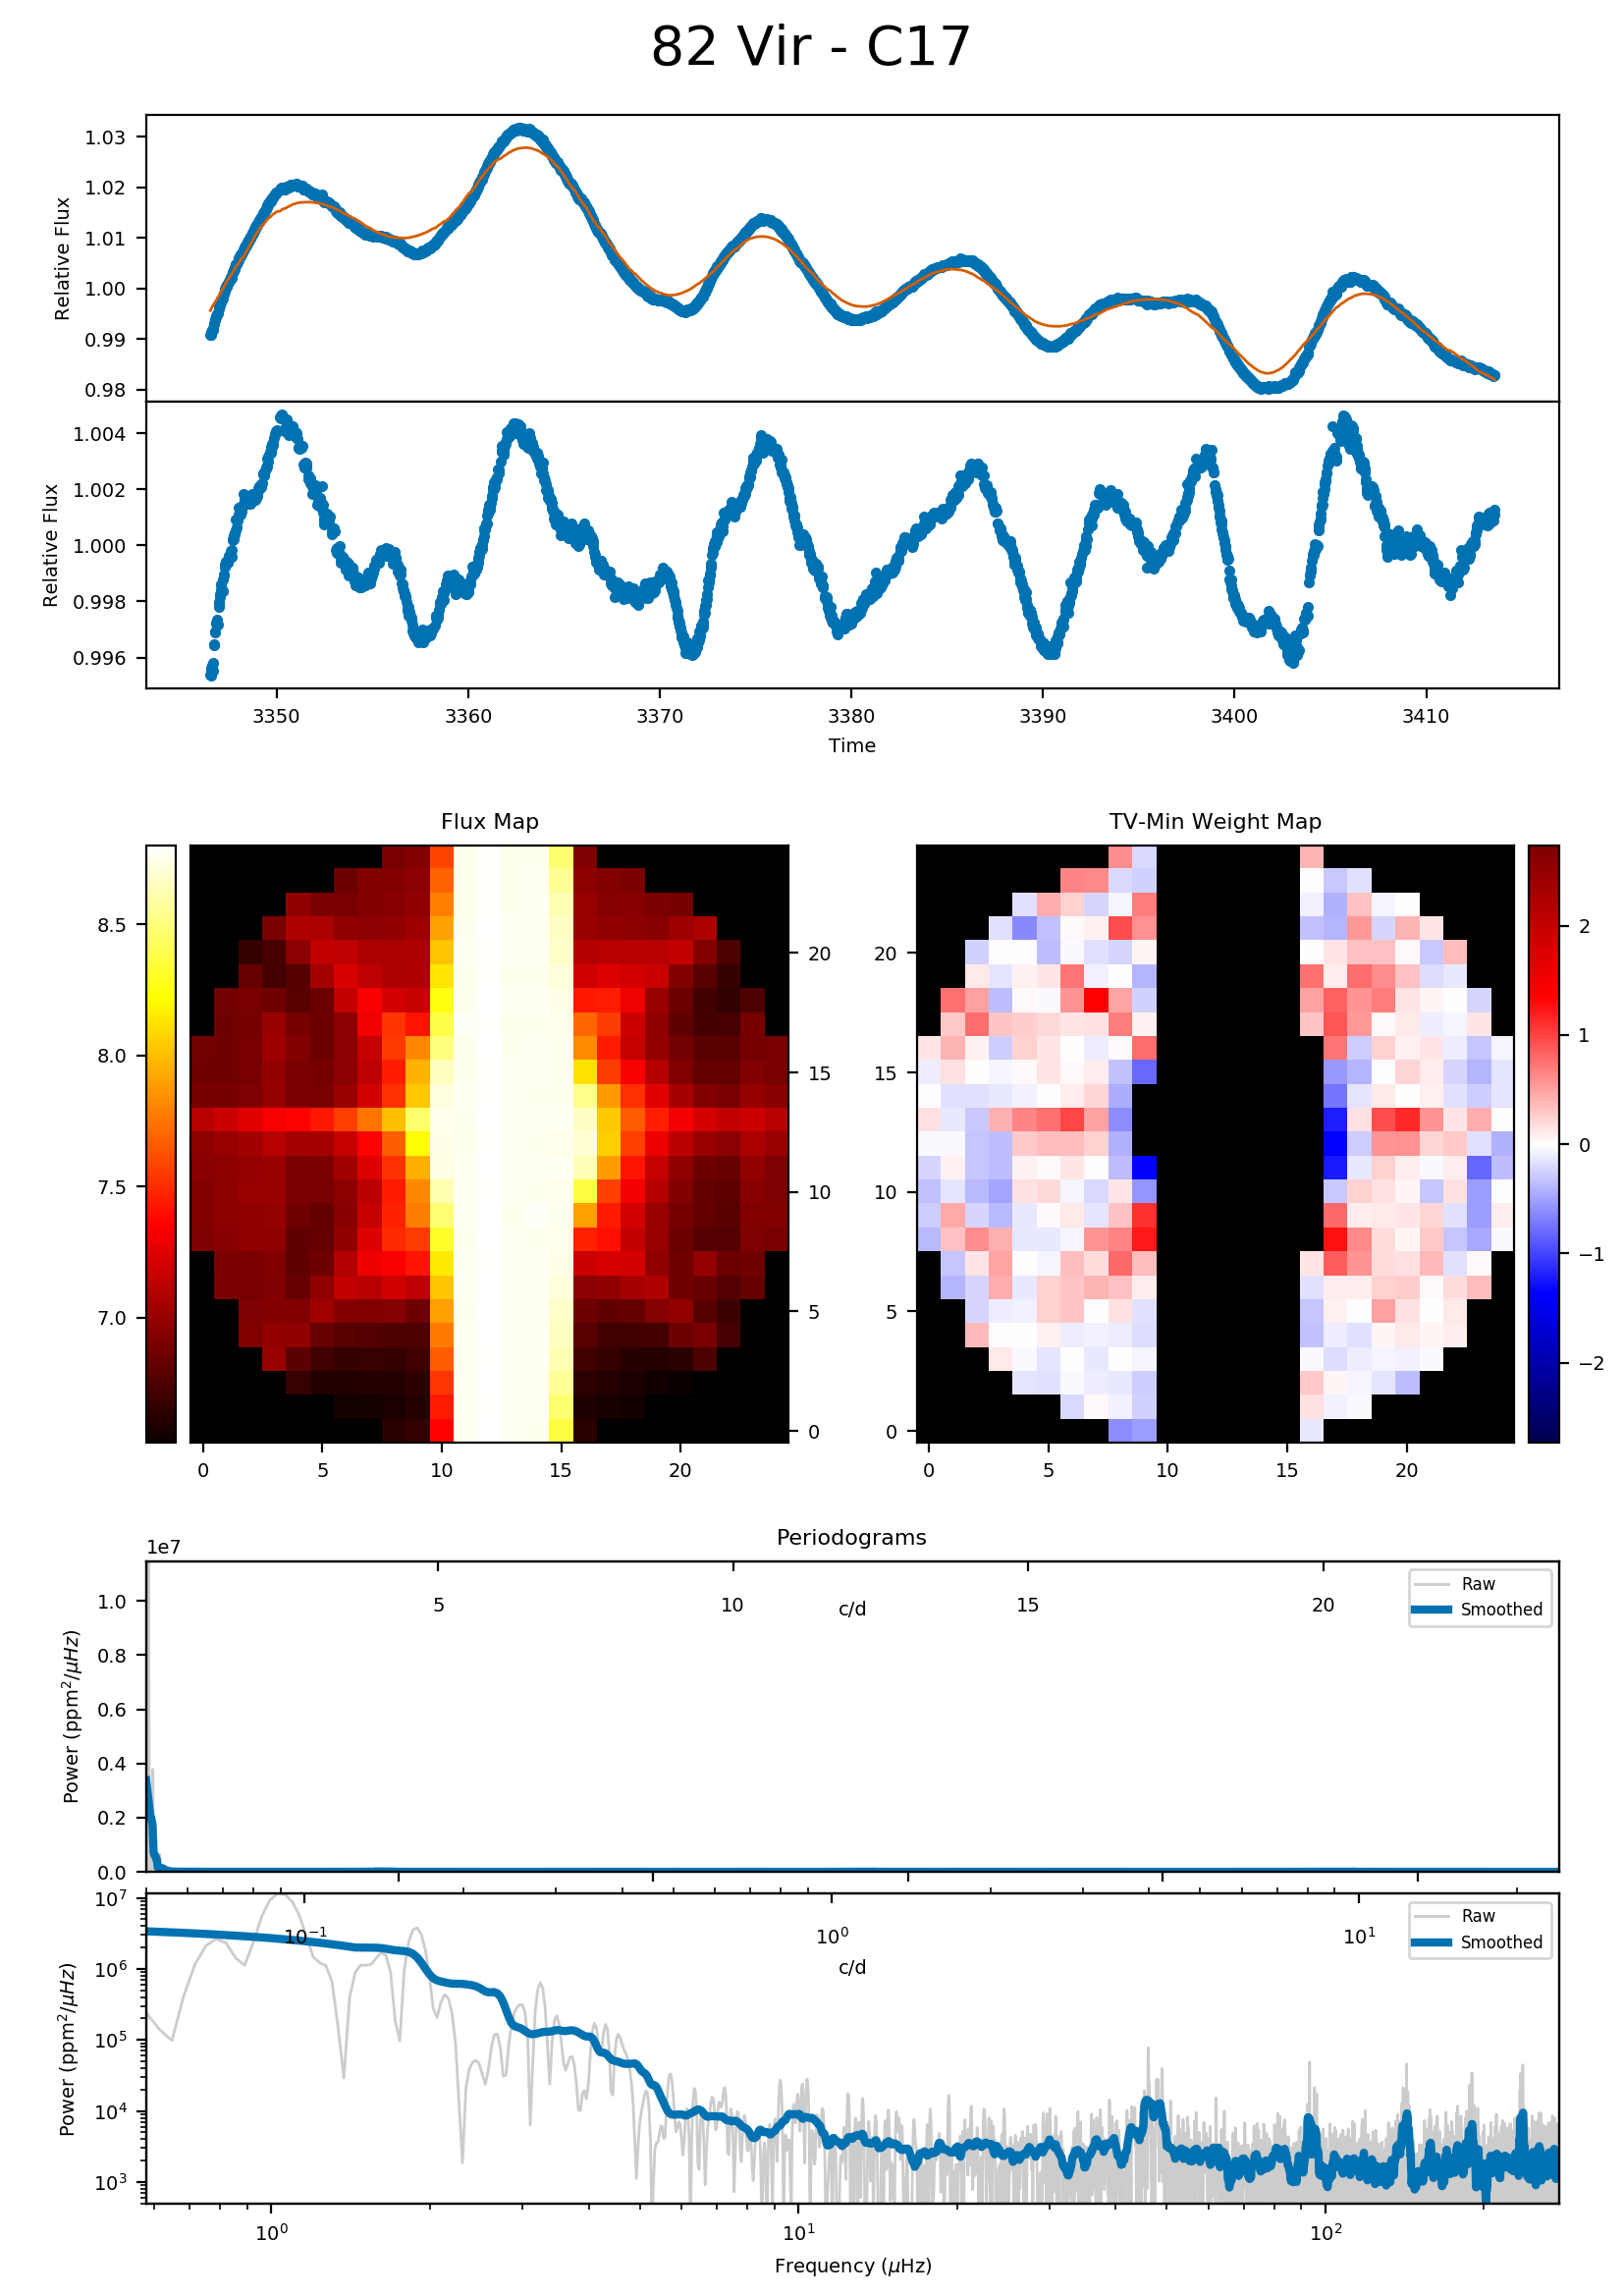 82 Vir - C17
Relative Flux
1.03
1.02
1.01
1.00
0.99
0.98
Relative Flux
1.004
1.002
1.000
0.998
0.996
3350 3360 3370 3380 3390 3400 3410
Time
Flux Map
8.5
8.0
7.5
7.0
20
15
10
5
0
0 5 10 15 20
TV-Min Weight Map
20
15
10
5
0
0 5 10 15 20
2
1
0
−1
−2
Periodograms
1e7
Power (ppm²/μHz)
1.0
0.8
0.6
0.4
0.2
0.0
5 10 15 20
c/d
Raw
Smoothed
Power (ppm²/μHz)
10⁷
10⁶
10⁵
10⁴
10³
10⁻¹ 10⁰ 10¹
c/d
Raw
Smoothed
10⁰ 10¹ 10²
Frequency (μHz)